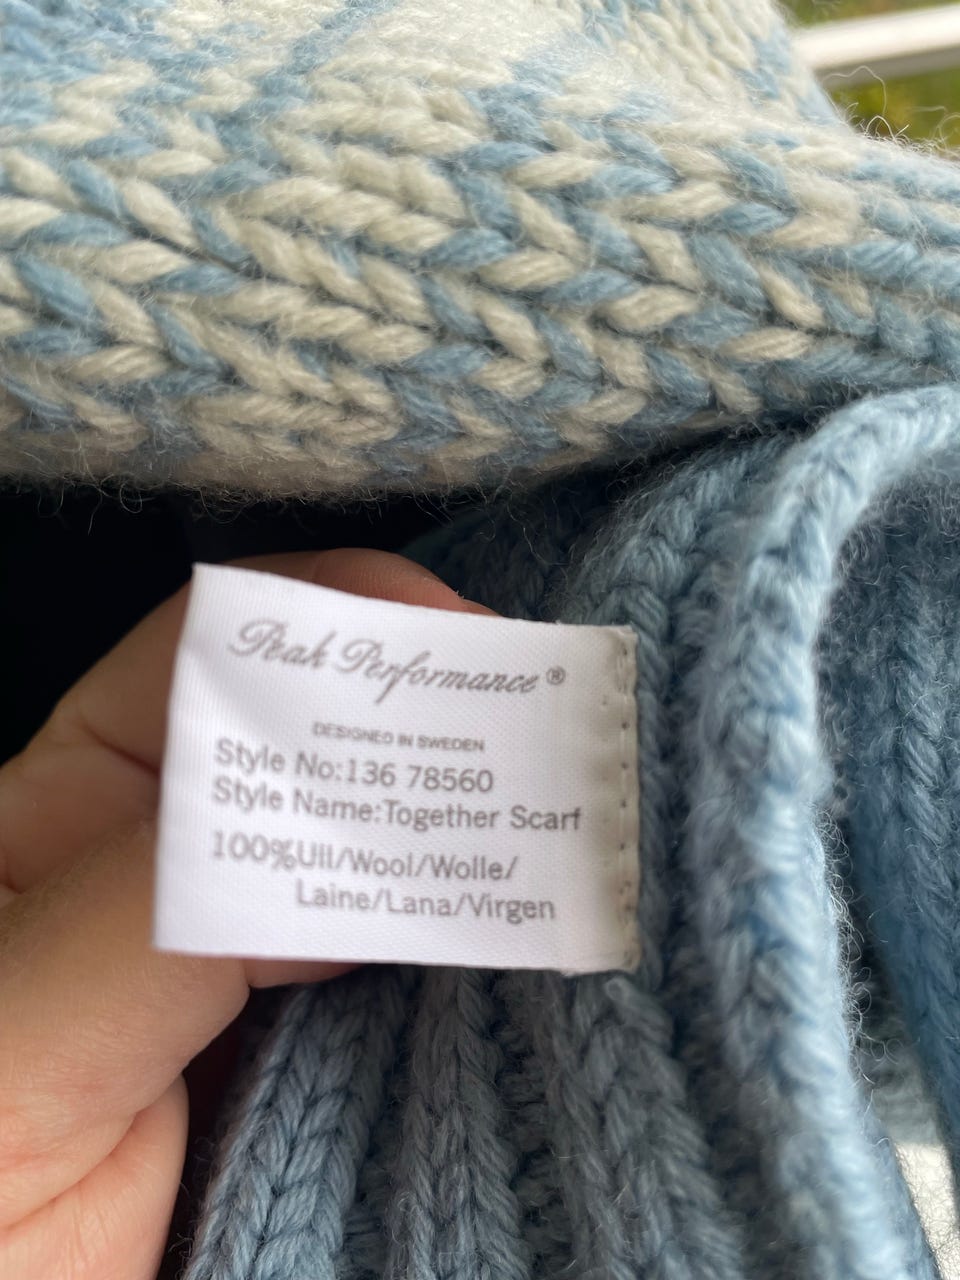 Peak Performance®
DESIGNED IN SWEDEN
Style No:136 78560
Style Name:Together Scarf
100%Ull/Wool/Wolle/
Laine/Lana/Virgen